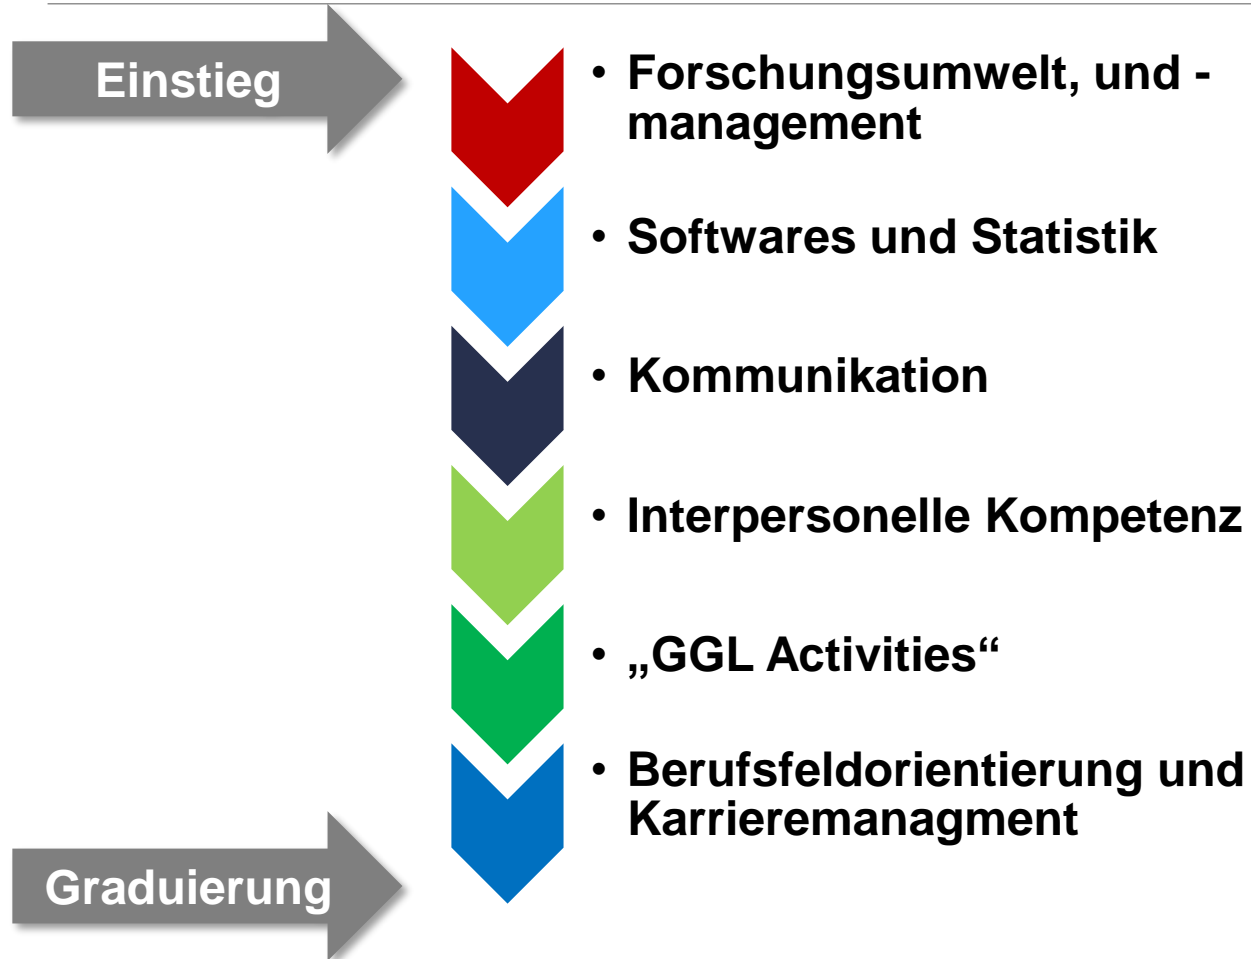 Einstieg
• Forschungsumwelt, und -
management
• Softwares und Statistik
• Kommunikation
• Interpersonelle Kompetenz
• „GGL Activities“
• Berufsfeldorientierung und
Karrieremanagment
Graduierung